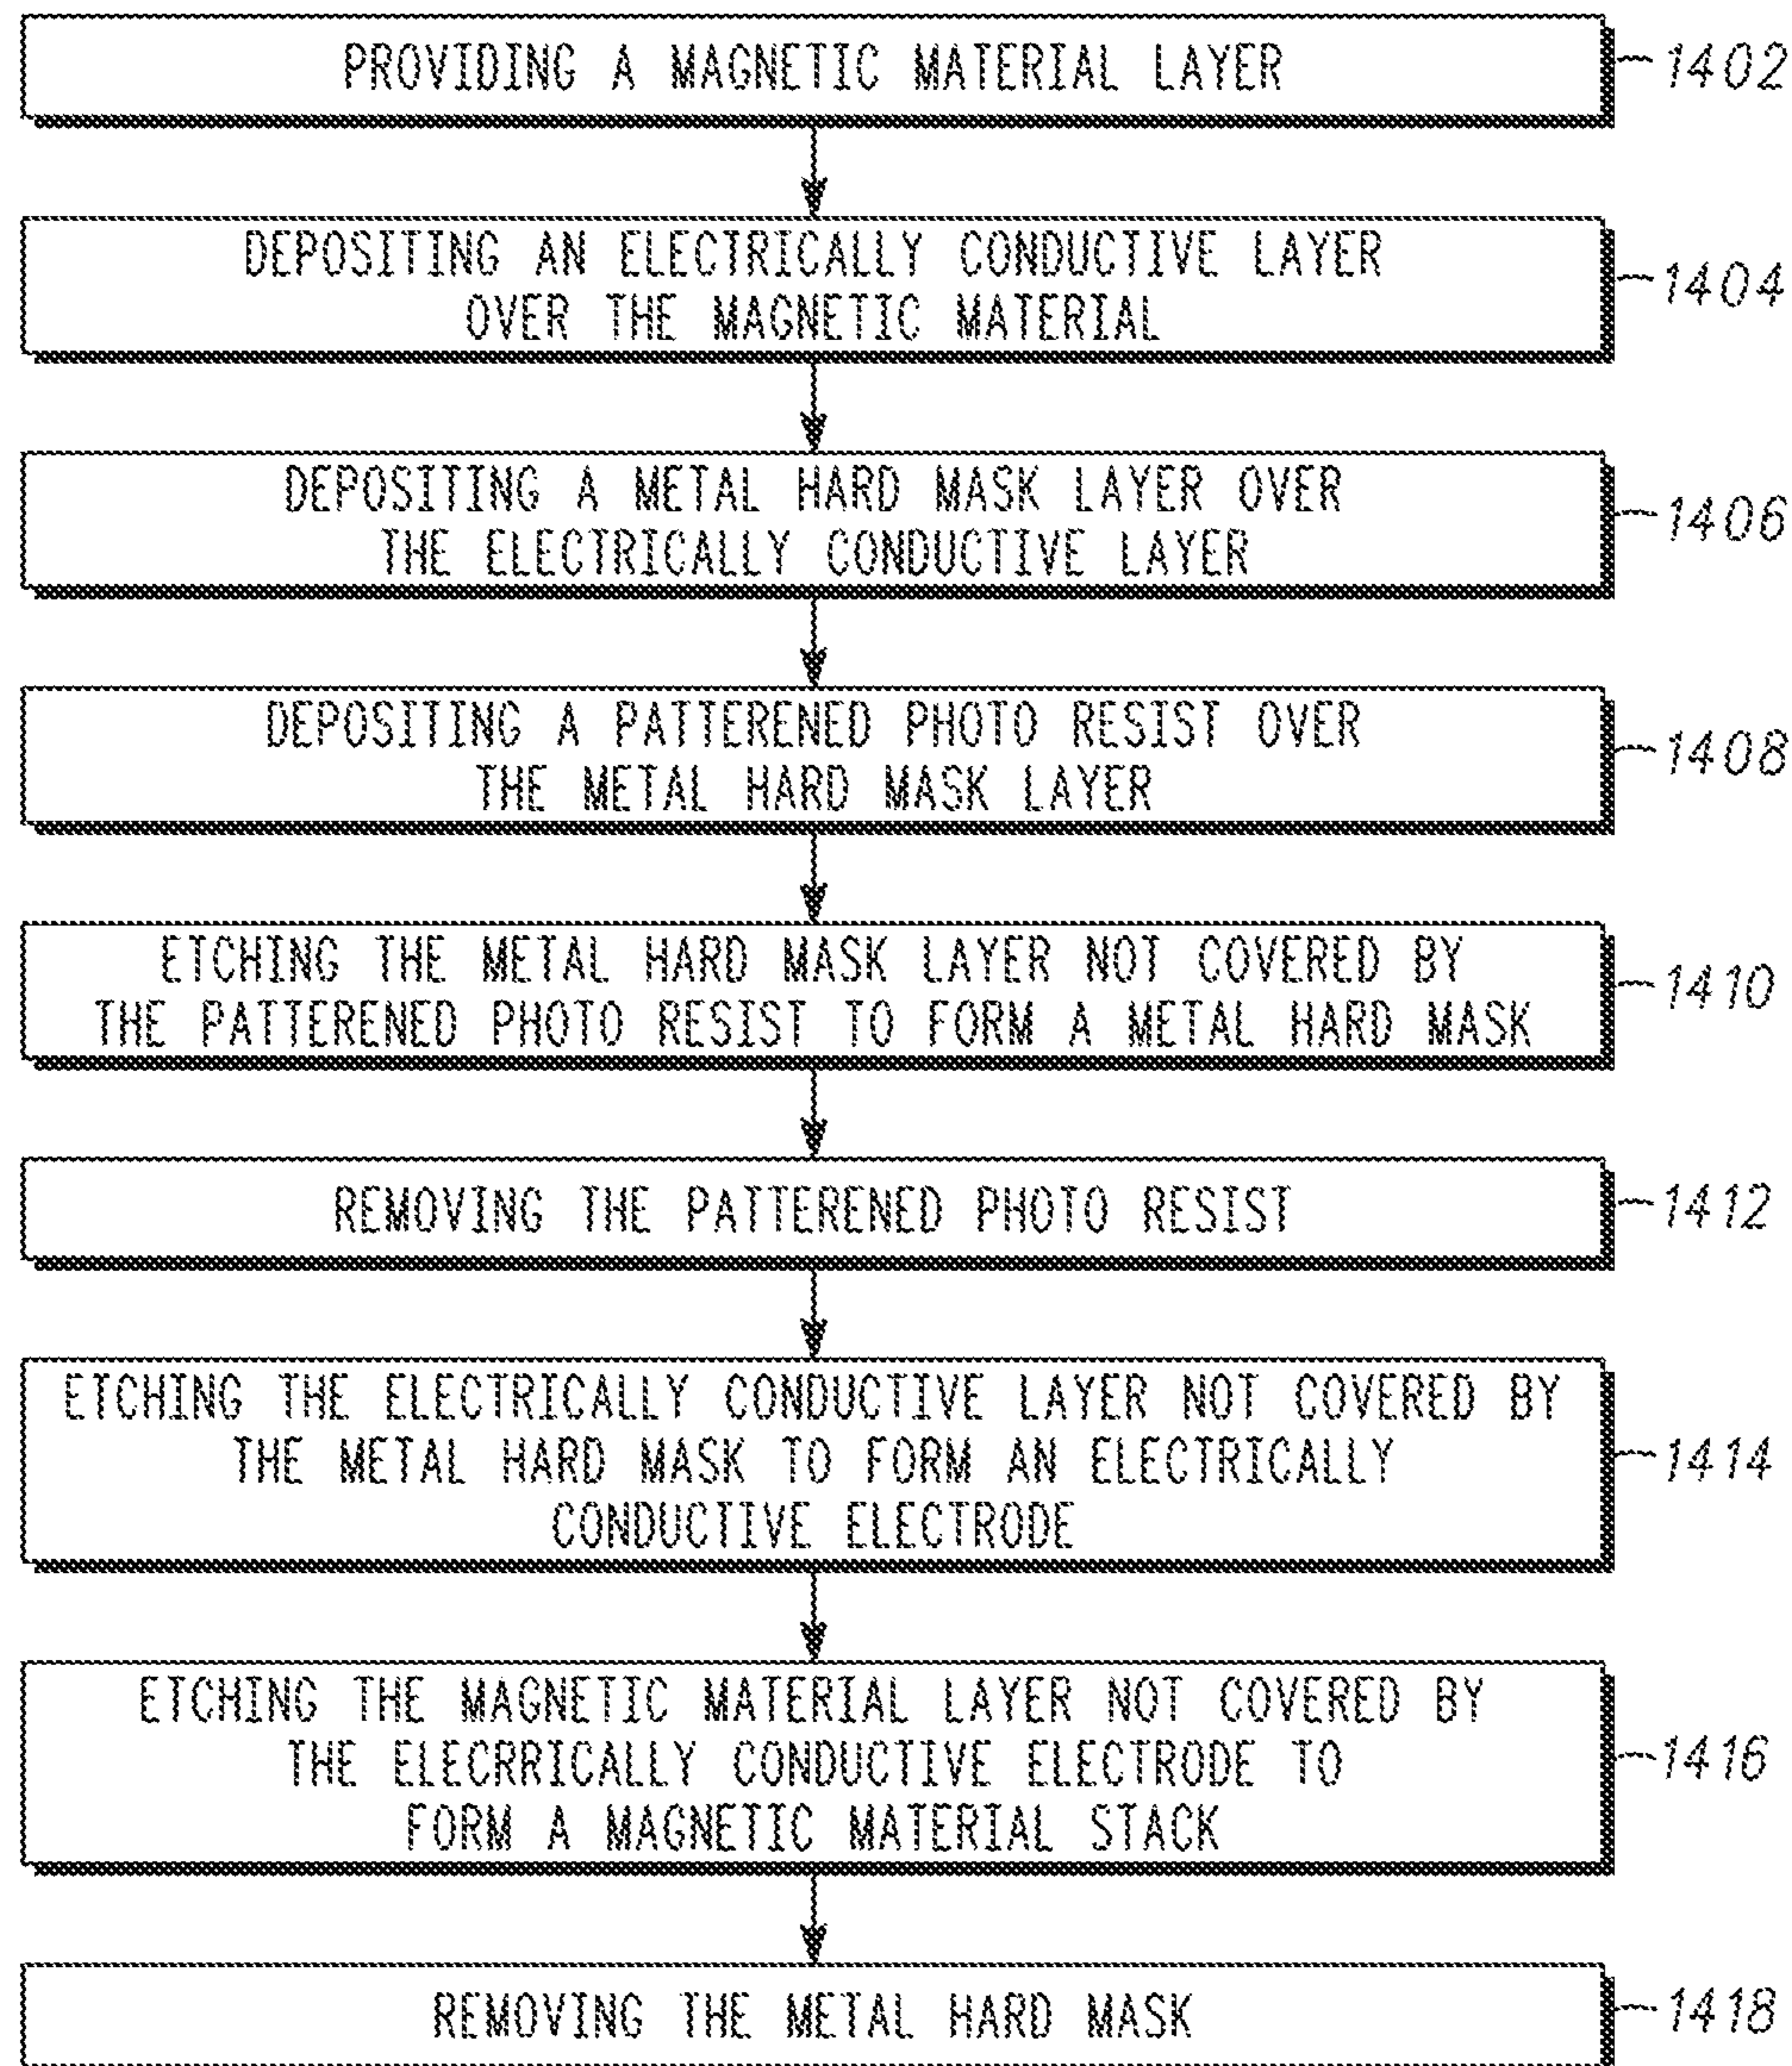 PROVIDING A MAGNETIC MATERIAL LAYER
1402
DEPOSITING AN ELECTRICALLY CONDUCTIVE LAYER
OVER THE MAGNETIC MATERIAL
1404
DEPOSITING A METAL HARD MASK LAYER OVER
THE ELECTRICALLY CONDUCTIVE LAYER
1406
DEPOSITING A PATTERENED PHOTO RESIST OVER
THE METAL HARD MASK LAYER
1408
ETCHING THE METAL HARD MASK LAYER NOT COVERED BY
THE PATTERENED PHOTO RESIST TO FORM A METAL HARD MASK
1410
REMOVING THE PATTERENED PHOTO RESIST
1412
ETCHING THE ELECTRICALLY CONDUCTIVE LAYER NOT COVERED BY
THE METAL HARD MASK TO FORM AN ELECTRICALLY
CONDUCTIVE ELECTRODE
1414
ETCHING THE MAGNETIC MATERIAL LAYER NOT COVERED BY
THE ELECRRICALLY CONDUCTIVE ELECTRODE TO
FORM A MAGNETIC MATERIAL STACK
1416
REMOVING THE METAL HARD MASK
1418